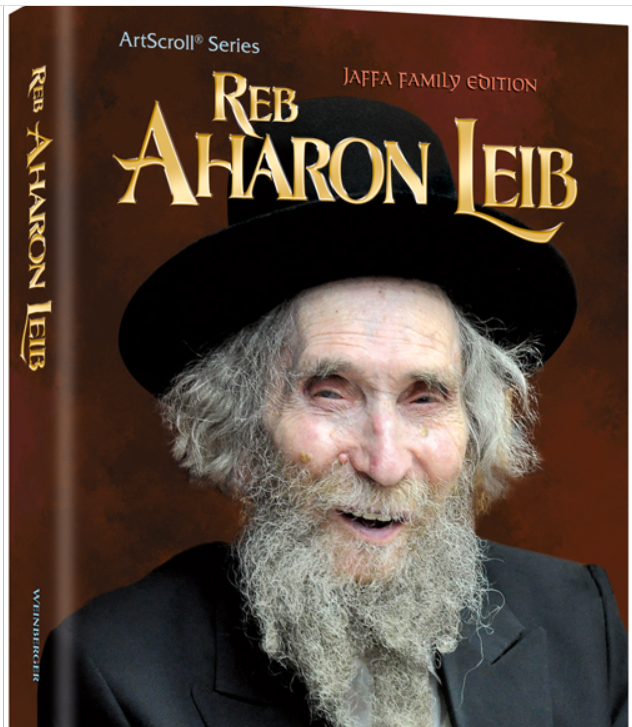 ArtScroll® Series
JAFFA FAMILY EDITION
REB
AHARON LEIB
REB AHARON LEIB
WEINBERGER